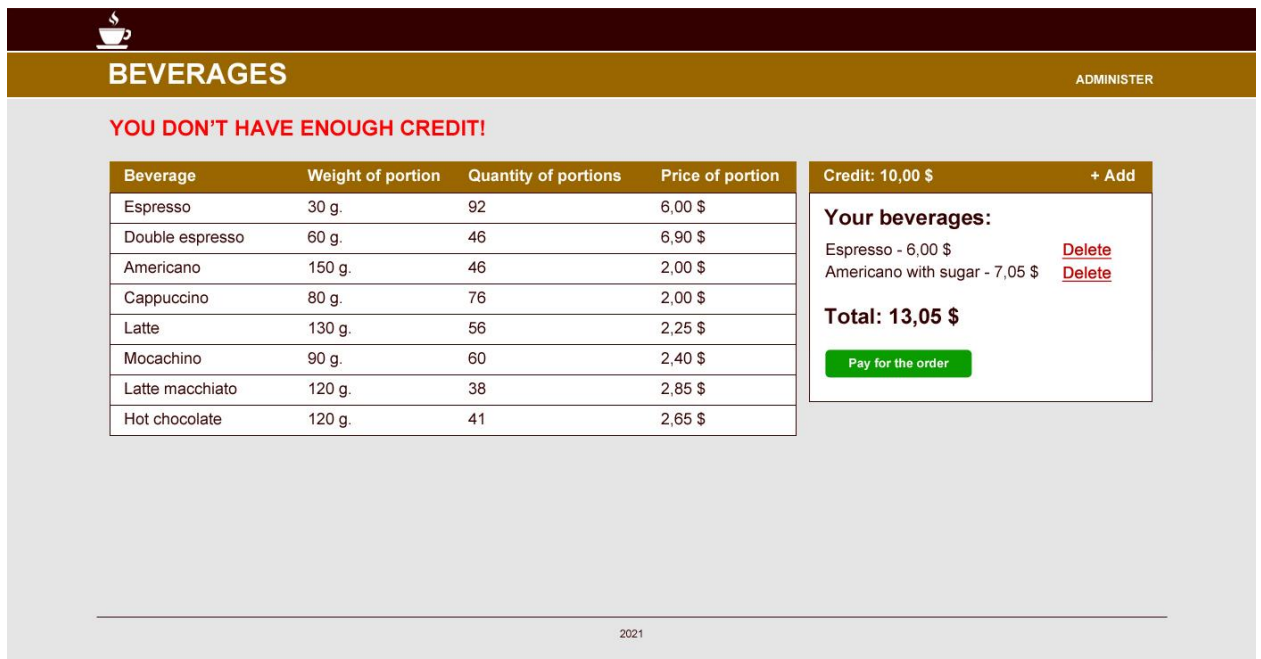 BEVERAGES
ADMINISTER
YOU DON'T HAVE ENOUGH CREDIT!
Beverage Weight of portion Quantity of portions Price of portion
Espresso 30 g. 92 6,00 $
Double espresso 60 g. 46 6,90 $
Americano 150 g. 46 2,00 $
Cappuccino 80 g. 76 2,00 $
Latte 130 g. 56 2,25 $
Mocachino 90 g. 60 2,40 $
Latte macchiato 120 g. 38 2,85 $
Hot chocolate 120 g. 41 2,65 $
Credit: 10,00 $ + Add
Your beverages:
Espresso - 6,00 $ Delete
Americano with sugar - 7,05 $ Delete
Total: 13,05 $
Pay for the order
2021